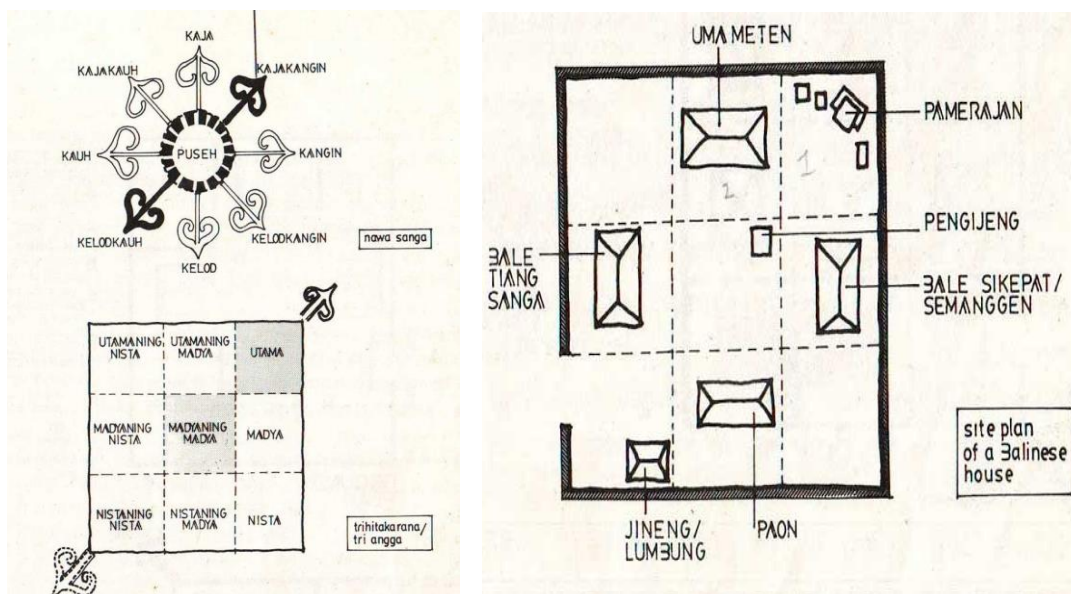 KAJA
KAJAKAUH
KAJAKANGIN
KAUH
PUSEH
KANGIN
KELODKAUH
KELODKANGIN
KELOD
nawa sanga
UTAMANING
NISTA
UTAMANING
MADYA
UTAMA
MADYANING
NISTA
MADYANING
MADYA
MADYA
NISTANING
NISTA
NISTANING
MADYA
NISTA
trihitakarana/
tri angga
UMA METEN
PAMERAJAN
1
2
PENGIJENG
BALE
TIANG
SANGA
BALE SIKEPAT/
SEMANGGEN
site plan
of a Balinese
house
JINENG/
LUMBUNG
PAON